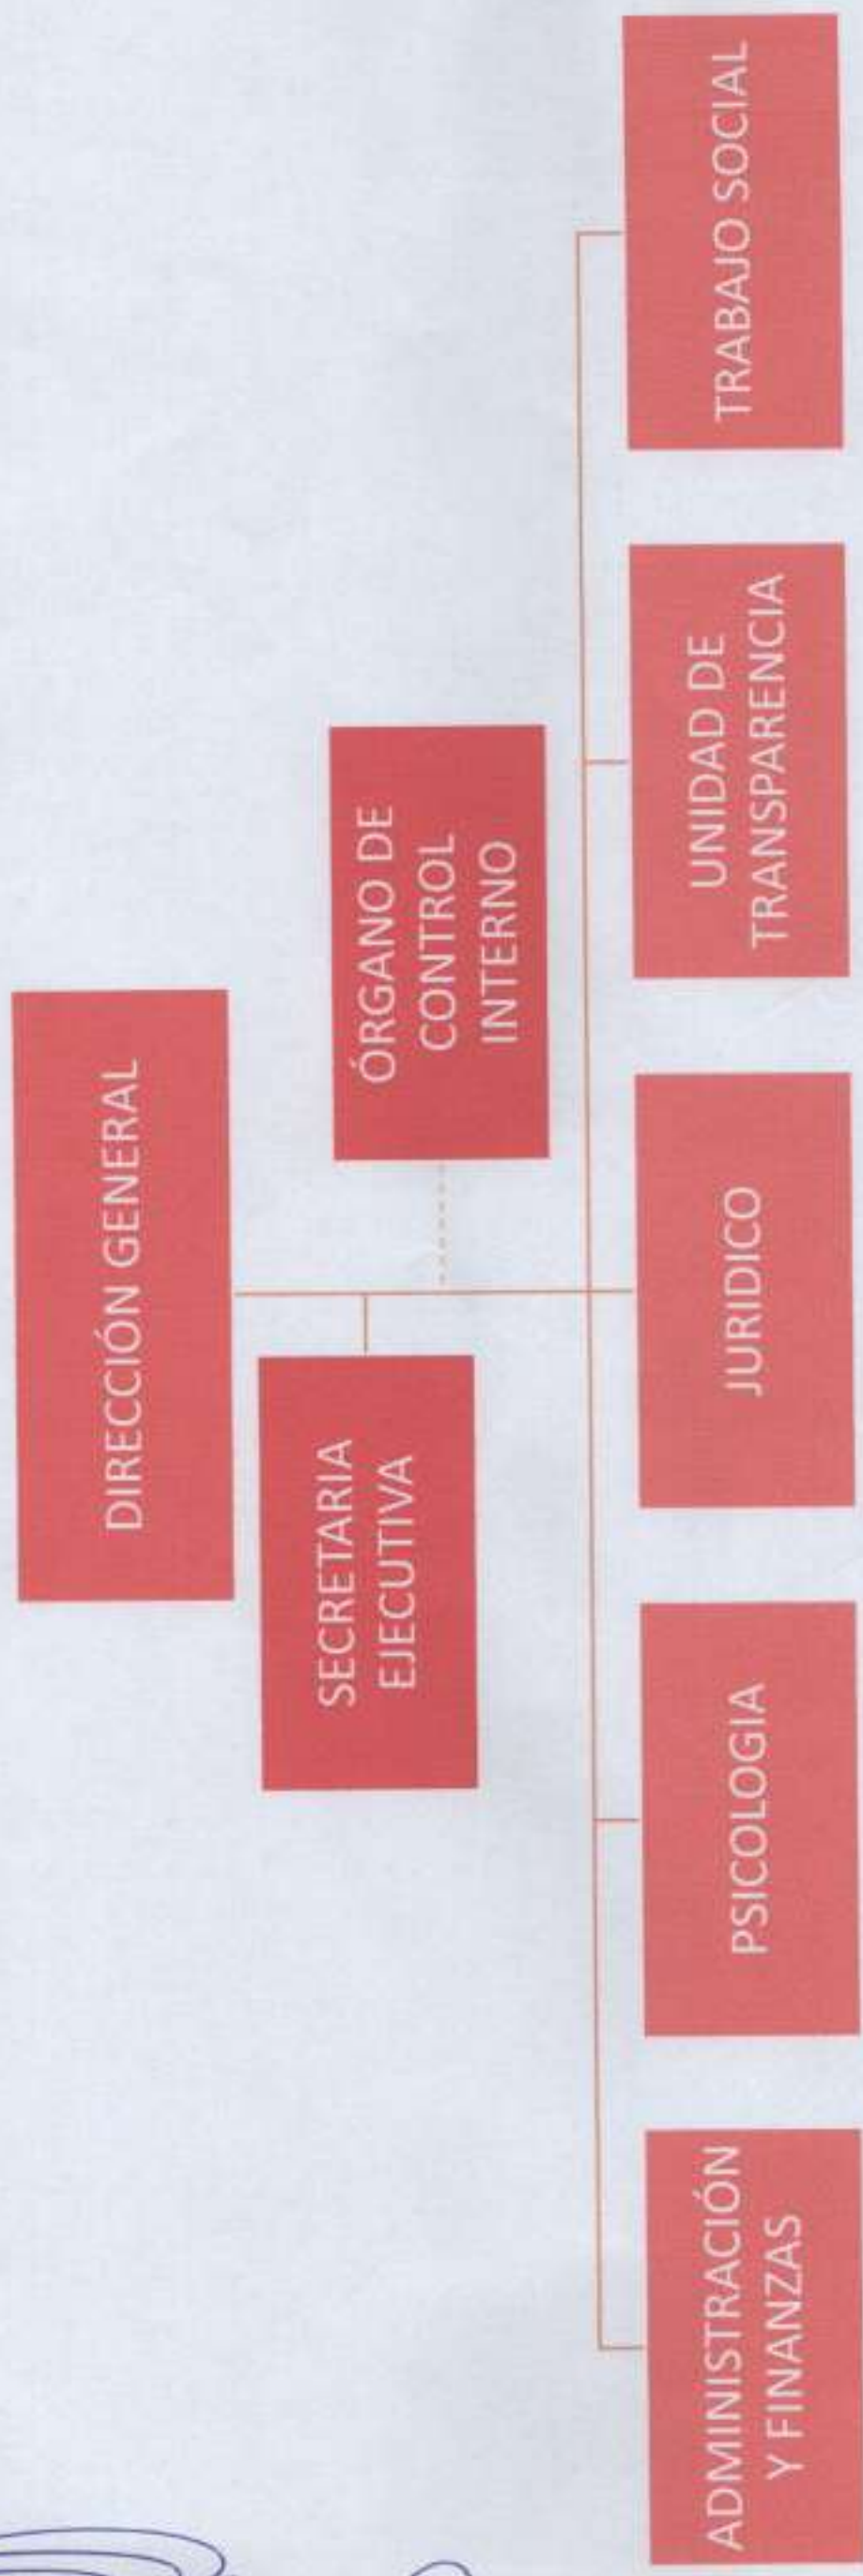 DIRECCIÓN GENERAL
SECRETARIA
EJECUTIVA
ÓRGANO DE
CONTROL
INTERNO
ADMINISTRACIÓN
Y FINANZAS
PSICOLOGIA
JURIDICO
UNIDAD DE
TRANSPARENCIA
TRABAJO SOCIAL